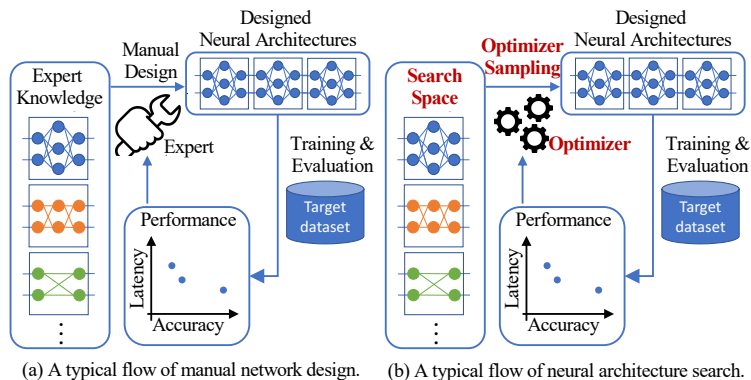 Designed
Neural Architectures
Manual
Design
Expert
Knowledge
Expert
Training &
Evaluation
Target
dataset
Performance
Latency
Accuracy
(a) A typical flow of manual network design.
Designed
Neural Architectures
Optimizer
Sampling
Search
Space
Optimizer
Training &
Evaluation
Target
dataset
Performance
Latency
Accuracy
(b) A typical flow of neural architecture search.